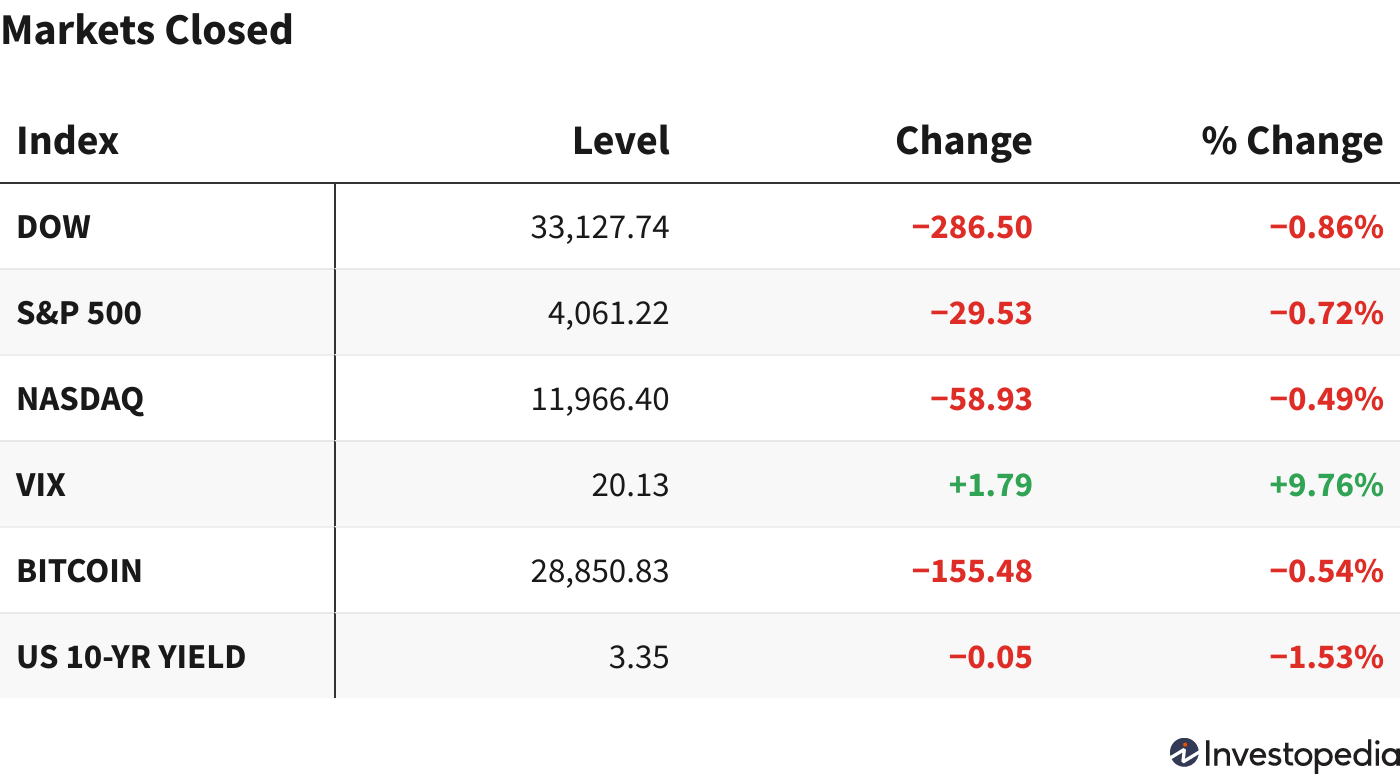 Markets Closed
Index Level Change % Change
DOW 33,127.74 −286.50 −0.86%
S&P 500 4,061.22 −29.53 −0.72%
NASDAQ 11,966.40 −58.93 −0.49%
VIX 20.13 +1.79 +9.76%
BITCOIN 28,850.83 −155.48 −0.54%
US 10-YR YIELD 3.35 −0.05 −1.53%
Investopedia